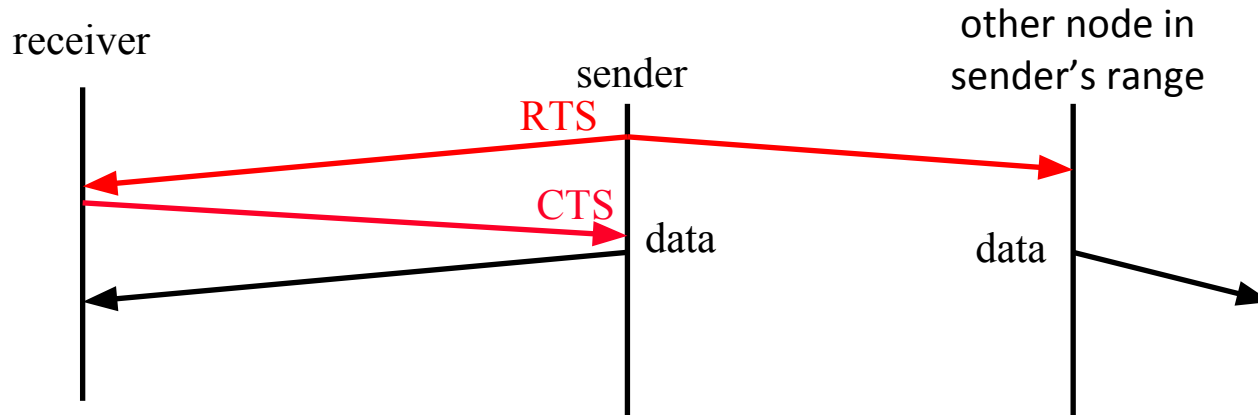 receiver
sender
other node in
sender’s range
RTS
CTS
data
data